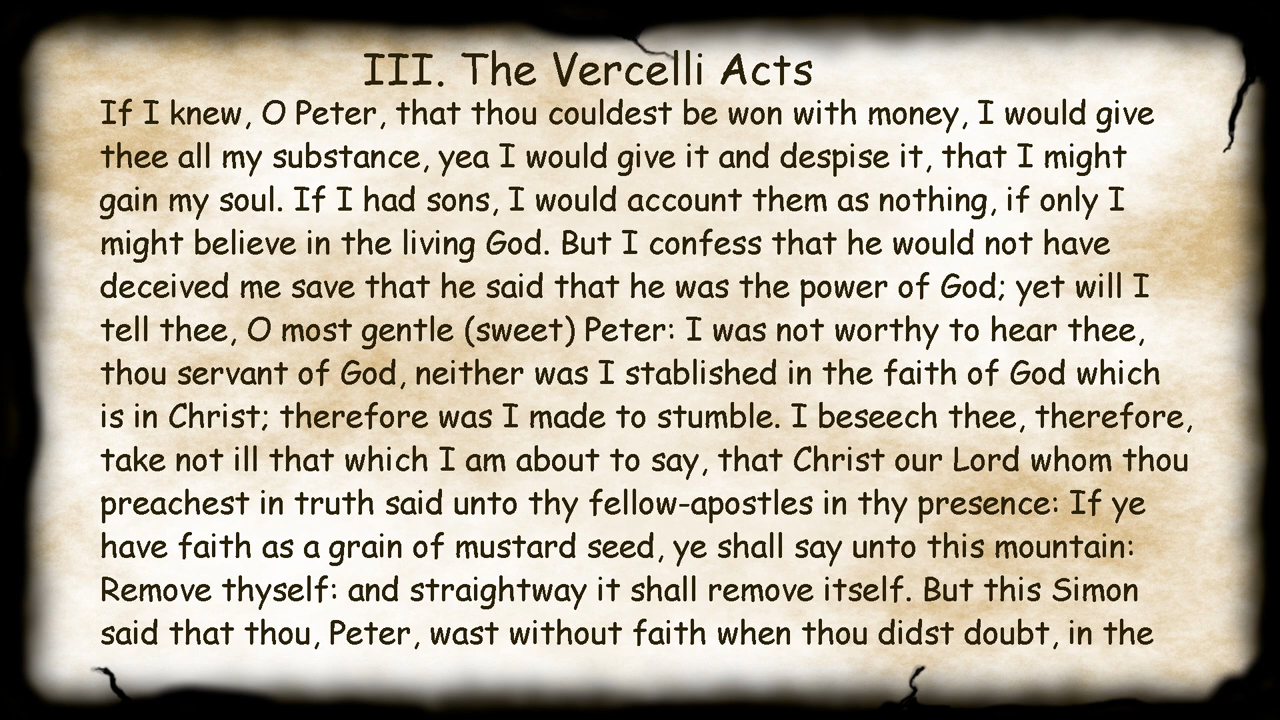 III. The Vercelli Acts
If I knew, O Peter, that thou couldest be won with money, I would give
thee all my substance, yea I would give it and despise it, that I might
gain my soul. If I had sons, I would account them as nothing, if only I
might believe in the living God. But I confess that he would not have
deceived me save that he said that he was the power of God; yet will I
tell thee, O most gentle (sweet) Peter: I was not worthy to hear thee,
thou servant of God, neither was I stablished in the faith of God which
is in Christ; therefore was I made to stumble. I beseech thee, therefore,
take not ill that which I am about to say, that Christ our Lord whom thou
preachest in truth said unto thy fellow-apostles in thy presence: If ye
have faith as a grain of mustard seed, ye shall say unto this mountain:
Remove thyself: and straightway it shall remove itself. But this Simon
said that thou, Peter, wast without faith when thou didst doubt, in the